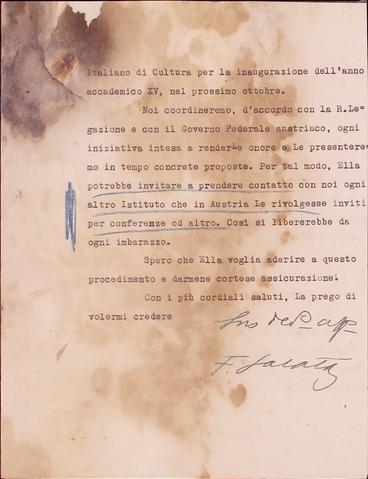 Italiano di Cultura per la inaugurazione dell'anno
accademico XV, nel prossimo ottobre.
Noi coordineremo, d'accordo con la R.Le=
gazione e con il Governo Federale austriaco, ogni
iniziativa intesa a renderLe onore e Le presentere=
mo in tempo concrete proposte. Per tal modo, Ella
potrebbe invitare a prendere contatto con noi ogni
altro Istituto che in Austria Le rivolgesse inviti
per conferenze od altro. Così si libererebbe da
ogni imbarazzo.
Spero che Ella voglia aderire a questo
procedimento e darmene cortese assicurazione.
Con i più cordiali saluti, La prego di
volermi credere
F. Salata